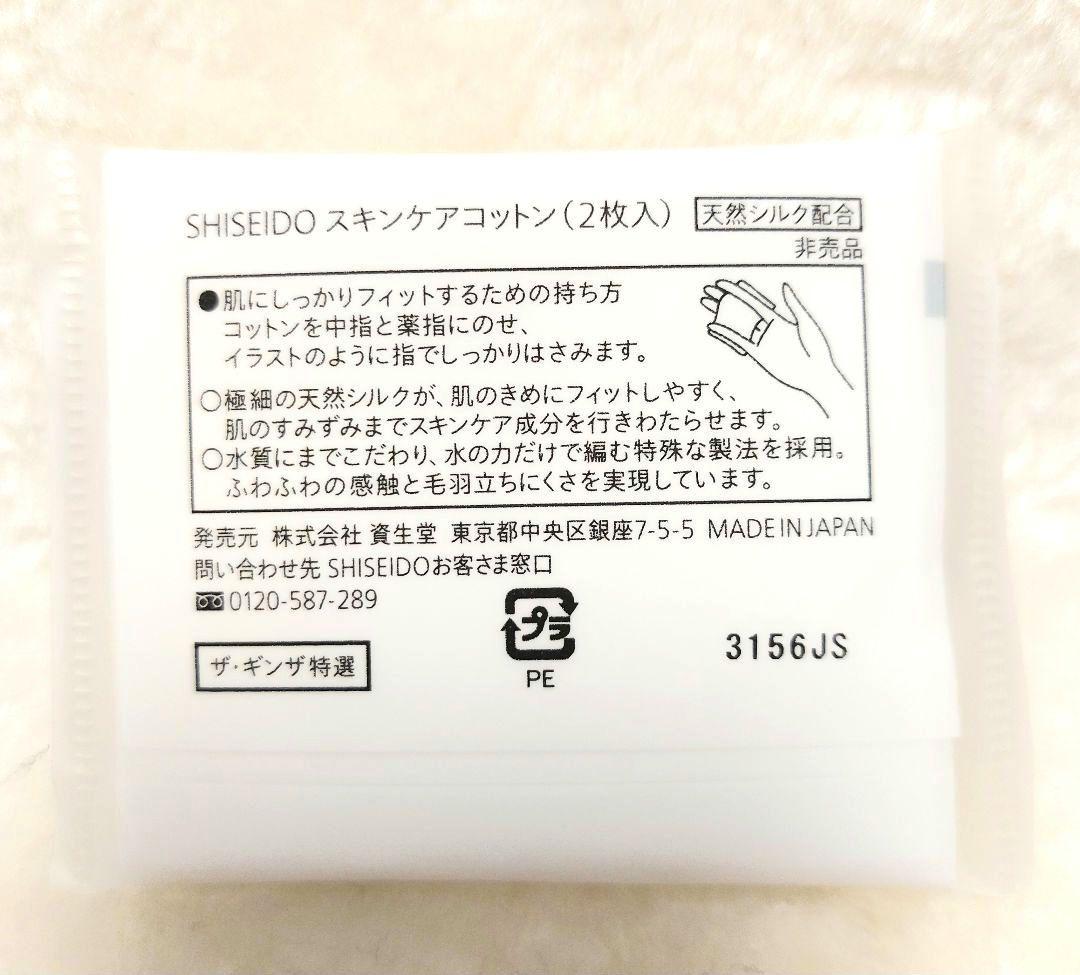 SHISEIDO スキンケアコットン(2枚入) 天然シルク配合
非売品
●肌にしっかりフィットするための持ち方
コットンを中指と薬指にのせ、
イラストのように指でしっかりはさみます。
○極細の天然シルクが、肌のきめにフィットしやすく、
肌のすみずみまでスキンケア成分を行きわたらせます。
○水質にまでこだわり、水の力だけで編む特殊な製法を採用。
ふわふわの感触と毛羽立ちにくさを実現しています。
発売元 株式会社 資生堂 東京都中央区銀座7-5-5 MADE IN JAPAN
問い合わせ先 SHISEIDOお客さま窓口
0120-587-289
プラ
PE
3156JS
ザ・ギンザ特選